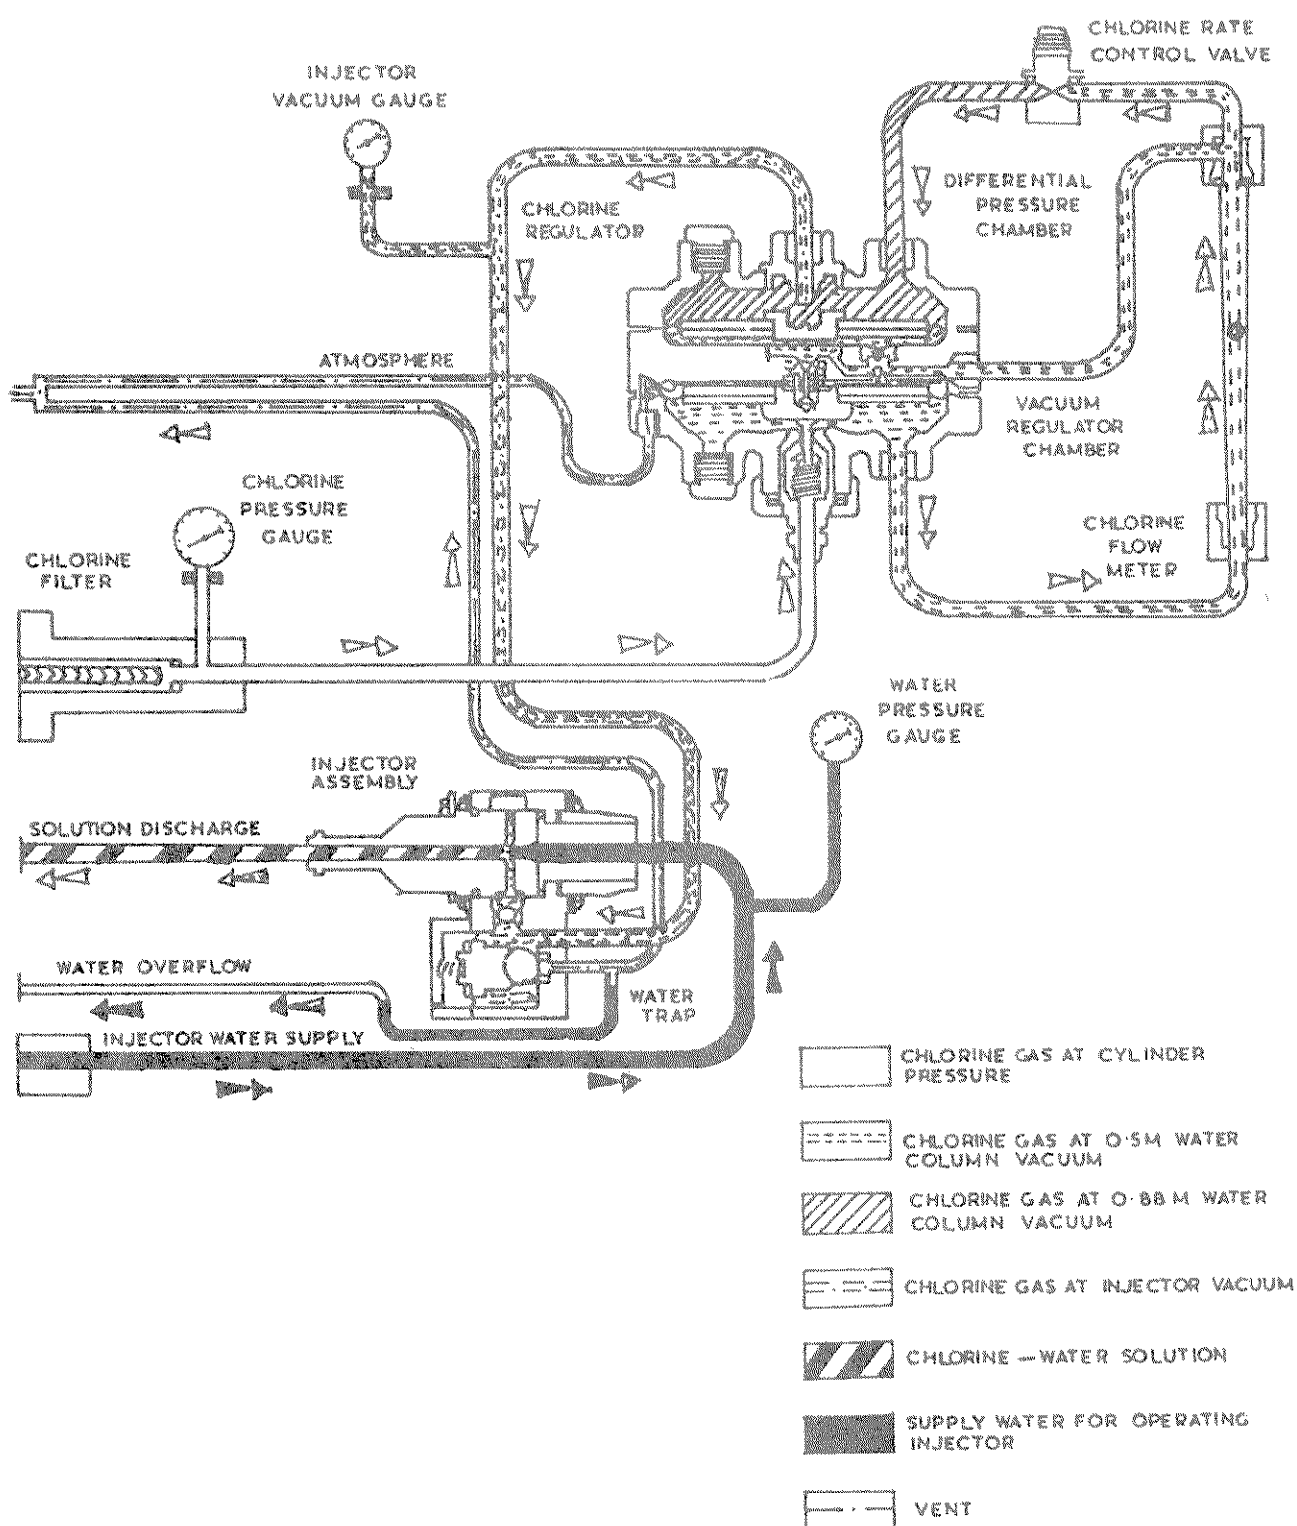 CHLORINE RATE
CONTROL VALVE
INJECTOR
VACUUM GAUGE
DIFFERENTIAL
PRESSURE
CHAMBER
CHLORINE
REGULATOR
ATMOSPHERE
VACUUM
REGULATOR
CHAMBER
CHLORINE
PRESSURE
GAUGE
CHLORINE
FLOW
METER
CHLORINE
FILTER
WATER
PRESSURE
GAUGE
INJECTOR
ASSEMBLY
SOLUTION DISCHARGE
WATER OVERFLOW
WATER
TRAP
INJECTOR WATER SUPPLY
CHLORINE GAS AT CYLINDER
PRESSURE
CHLORINE GAS AT 0·5M WATER
COLUMN VACUUM
CHLORINE GAS AT 0·88 M WATER
COLUMN VACUUM
CHLORINE GAS AT INJECTOR VACUUM
CHLORINE — WATER SOLUTION
SUPPLY WATER FOR OPERATING
INJECTOR
VENT